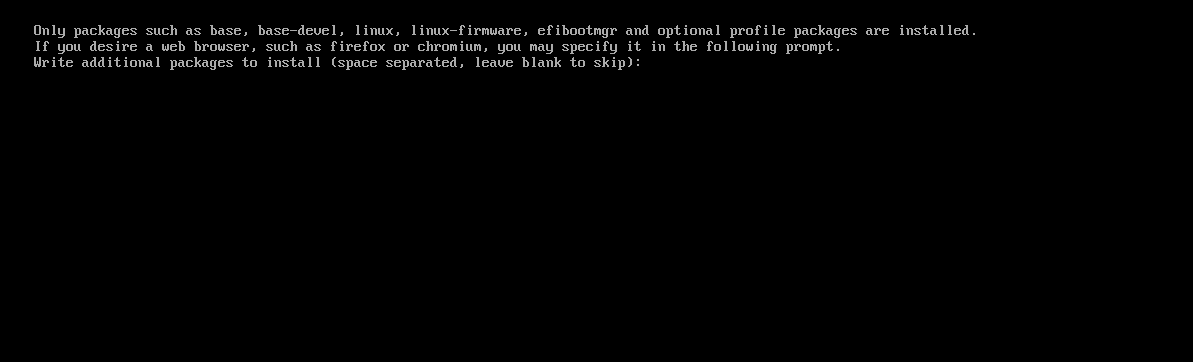 Only packages such as base, base-devel, linux, linux-firmware, efibootmgr and optional profile packages are installed.
If you desire a web browser, such as firefox or chromium, you may specify it in the following prompt.
Write additional packages to install (space separated, leave blank to skip):